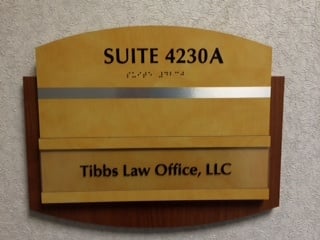 SUITE 4230A
Tibbs Law Office, LLC